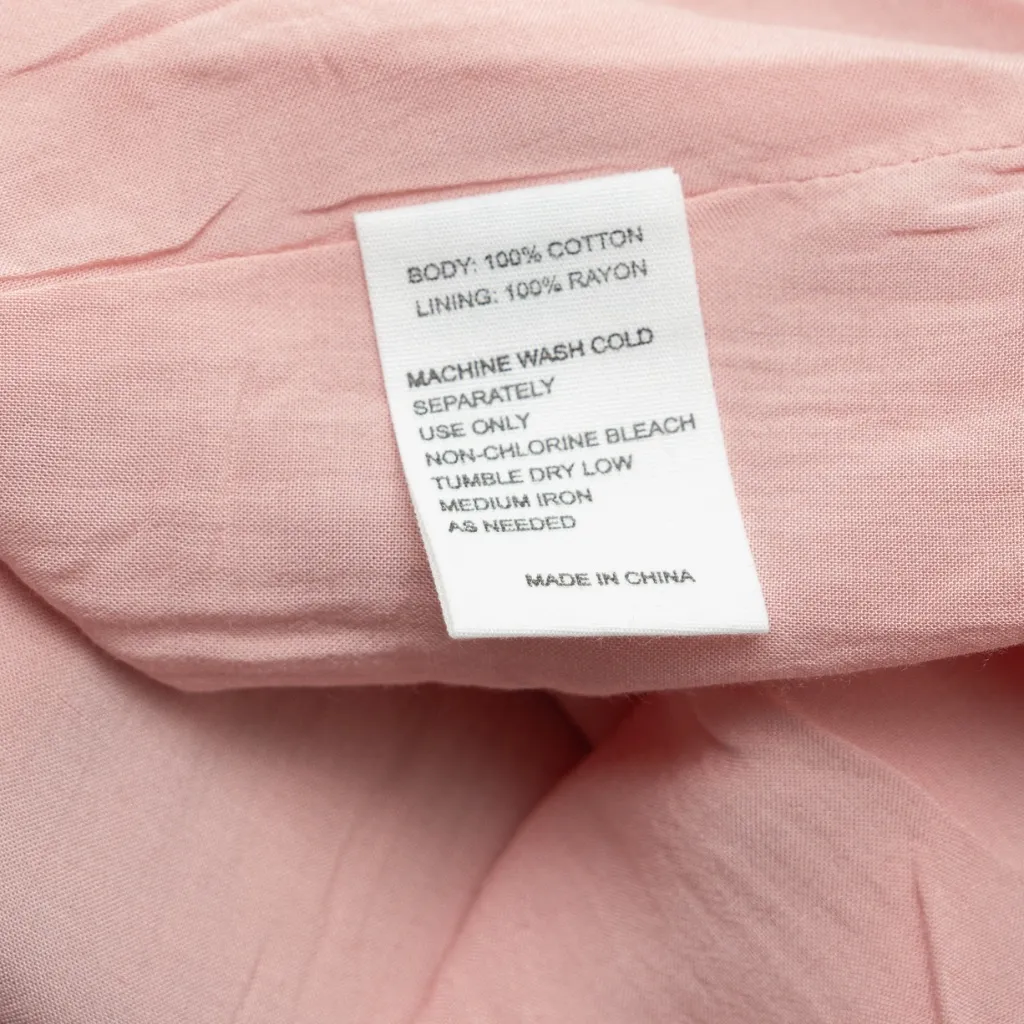 BODY: 100% COTTON
LINING: 100% RAYON
MACHINE WASH COLD
SEPARATELY
USE ONLY
NON-CHLORINE BLEACH
TUMBLE DRY LOW
MEDIUM IRON
AS NEEDED
MADE IN CHINA